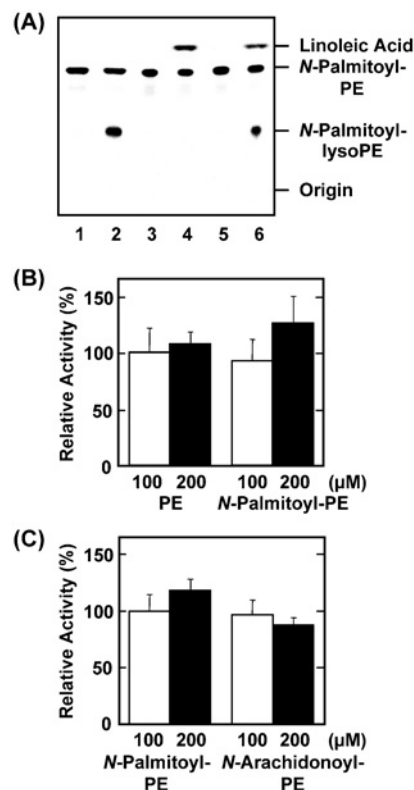 (A)
Linoleic Acid
N-Palmitoyl-
PE
N-Palmitoyl-
lysoPE
Origin
1 2 3 4 5 6
(B)
Relative Activity (%)
150
100
50
0
100 200 100 200 (µM)
PE N-Palmitoyl-PE
(C)
Relative Activity (%)
150
100
50
0
100 200 100 200 (µM)
N-Palmitoyl- N-Arachidonoyl-
PE PE